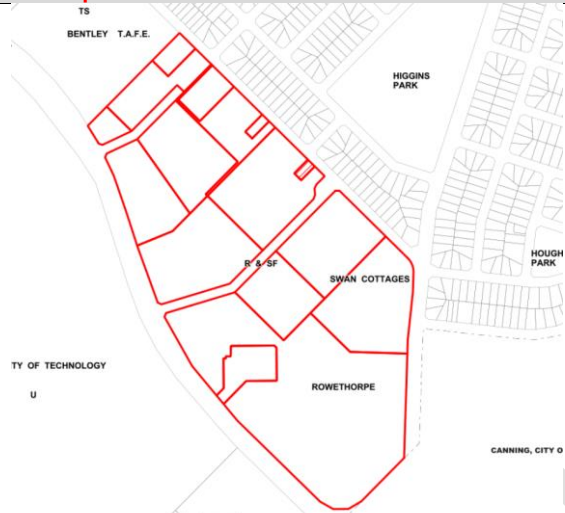 TS
BENTLEY T.A.F.E.
HIGGINS
PARK
HOUGH
PARK
R & SF
SWAN COTTAGES
TY OF TECHNOLOGY
U
ROWETHORPE
CANNING, CITY O